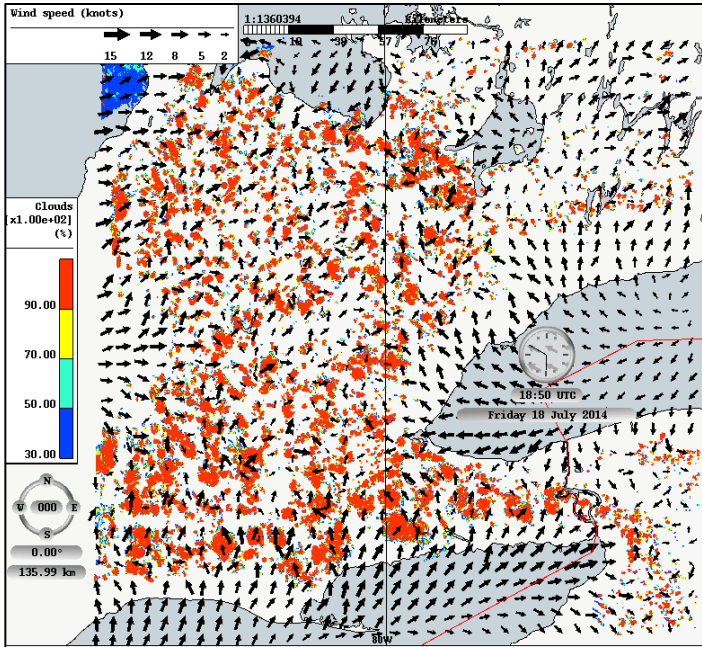 Wind speed (knots)
15 12 8 5 2
1:1360394 Kilometers
0 19 38 57 76
Clouds
[x1.00e+02]
(%)
90.00
70.00
50.00
30.00
N
W 000 E
S
0.00°
135.99 km
18:50 UTC
Friday 18 July 2014
80W